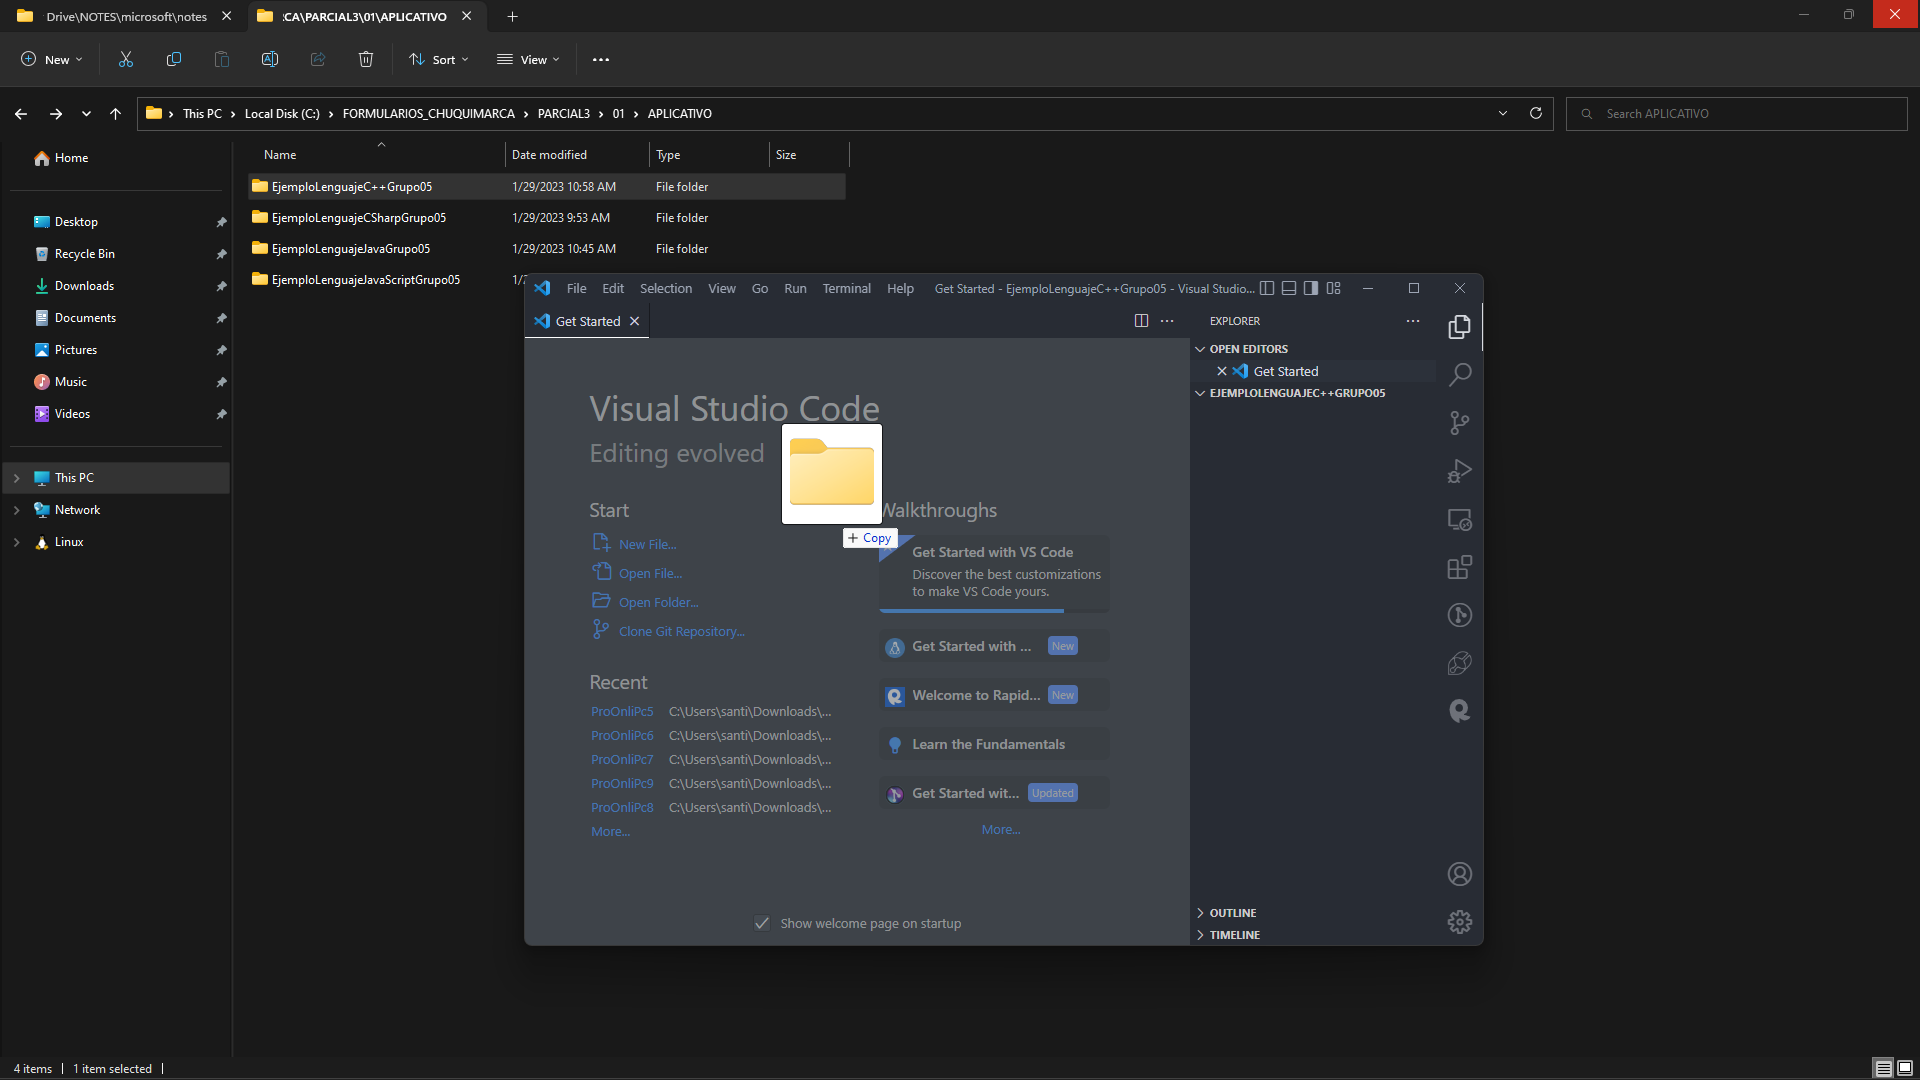 Drive\NOTES\microsoft\notes
:CA\PARCIAL3\01\APLICATIVO
New
Sort
View
This PC > Local Disk (C:) > FORMULARIOS_CHUQUIMARCA > PARCIAL3 > 01 > APLICATIVO
Search APLICATIVO
Home
Desktop
Recycle Bin
Downloads
Documents
Pictures
Music
Videos
This PC
Network
Linux
Name Date modified Type Size
EjemploLenguajeC++Grupo05 1/29/2023 10:58 AM File folder
EjemploLenguajeCSharpGrupo05 1/29/2023 9:53 AM File folder
EjemploLenguajeJavaGrupo05 1/29/2023 10:45 AM File folder
EjemploLenguajeJavaScriptGrupo05
File Edit Selection View Go Run Terminal Help Get Started - EjemploLenguajeC++Grupo05 - Visual Studio...
Get Started
Visual Studio Code
Editing evolved
Start
New File...
Open File...
Open Folder...
Clone Git Repository...
Recent
ProOnliPc5 C:\Users\santi\Downloads\...
ProOnliPc6 C:\Users\santi\Downloads\...
ProOnliPc7 C:\Users\santi\Downloads\...
ProOnliPc9 C:\Users\santi\Downloads\...
ProOnliPc8 C:\Users\santi\Downloads\...
More...
+ Copy
Walkthroughs
Get Started with VS Code
Discover the best customizations
to make VS Code yours.
Get Started with ... New
Welcome to Rapid... New
Learn the Fundamentals
Get Started wit... Updated
More...
Show welcome page on startup
EXPLORER
OPEN EDITORS
Get Started
EJEMPLOLENGUAJEC++GRUPO05
OUTLINE
TIMELINE
4 items
1 item selected